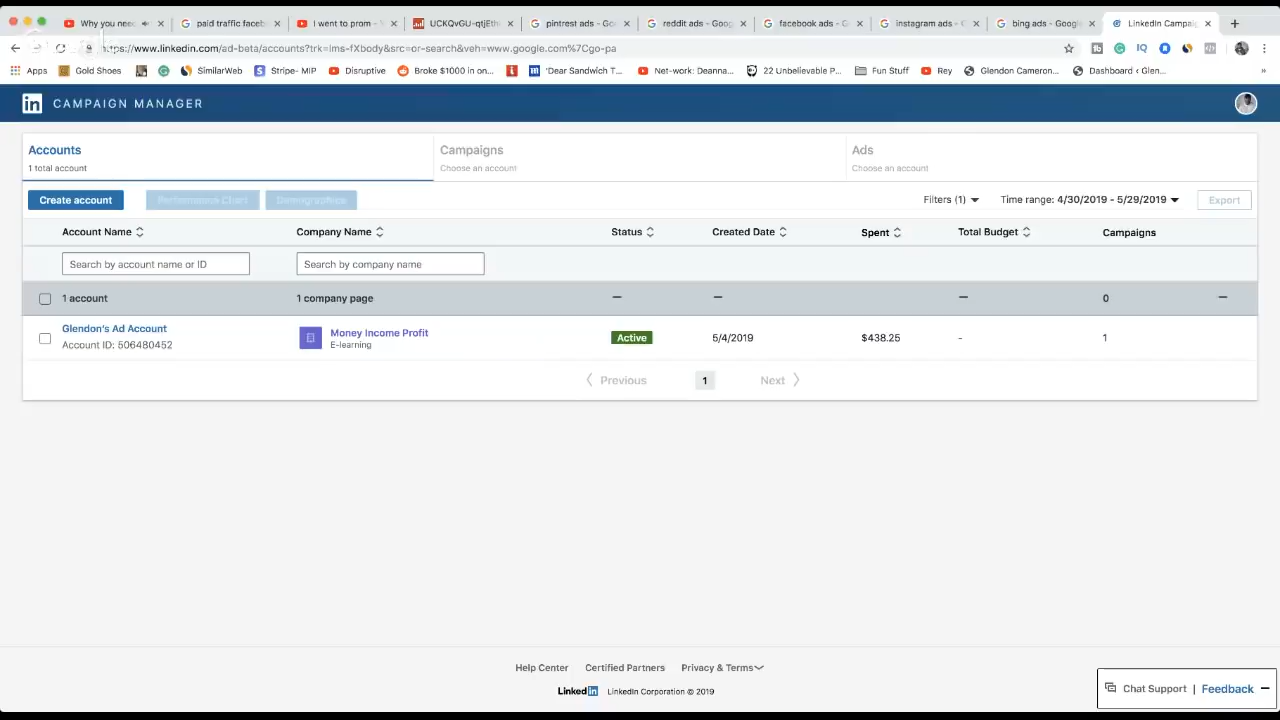 Why you nee
paid traffic faceb
I went to prom -
UCKQvGU-qtjEth
pintrest ads - Goo
reddit ads - Goog
facebook ads - G
instagram ads - G
bing ads - Google
LinkedIn Campai
https://www.linkedin.com/ad-beta/accounts?trk=lms-fXbody&src=or-search&veh=www.google.com%7Cgo-pa
Apps
Gold Shoes
SimilarWeb
Stripe- MIP
Disruptive
Broke $1000 in on...
'Dear Sandwich T...
Net-work: Deanna...
22 Unbelievable P...
Fun Stuff
Rey
Glendon Cameron...
Dashboard ‹ Glen...
»
in CAMPAIGN MANAGER
Accounts
1 total account
Campaigns
Choose an account
Ads
Choose an account
Create account
Performance Chart
Demographics
Filters (1)
Time range: 4/30/2019 - 5/29/2019
Export
Account Name
Company Name
Status
Created Date
Spent
Total Budget
Campaigns
Search by account name or ID
Search by company name
1 account
1 company page
—
—
—
0
—
Glendon's Ad Account
Account ID: 506480452
Money Income Profit
E-learning
Active
5/4/2019
$438.25
-
1
Previous
1
Next
Help Center
Certified Partners
Privacy & Terms
Linked in
LinkedIn Corporation © 2019
Chat Support | Feedback